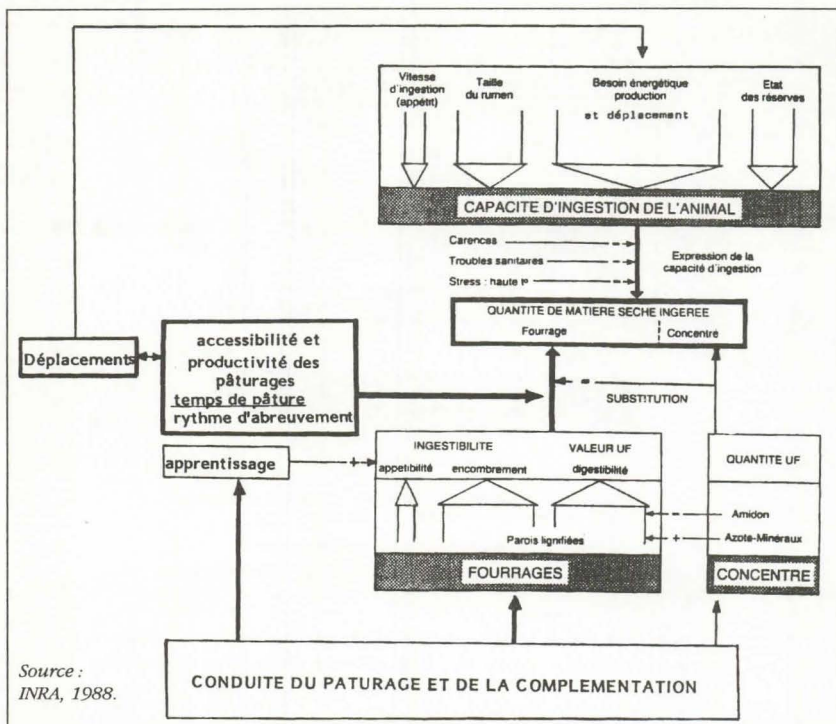 Vitesse
d'ingestion
(appétit)
Taille
du rumen
Besoin énergétique
production
et déplacement
Etat
des réserves
CAPACITE D'INGESTION DE L'ANIMAL
Carences
Troubles sanitaires
Stress : haute t°
Expression de la
capacité d'ingestion
QUANTITE DE MATIERE SECHE INGEREE
Fourrage
Concentré
Déplacements
accessibilité et
productivité des
pâturages
temps de pâture
rythme d'abreuvement
SUBSTITUTION
apprentissage
+
INGESTIBILITE
VALEUR UF
appetibilité
encombrement
digestibilité
Parois lignifiées
FOURRAGES
QUANTITE UF
Amidon
+
Azote-Minéraux
CONCENTRE
Source :
INRA, 1988.
CONDUITE DU PATURAGE ET DE LA COMPLEMENTATION